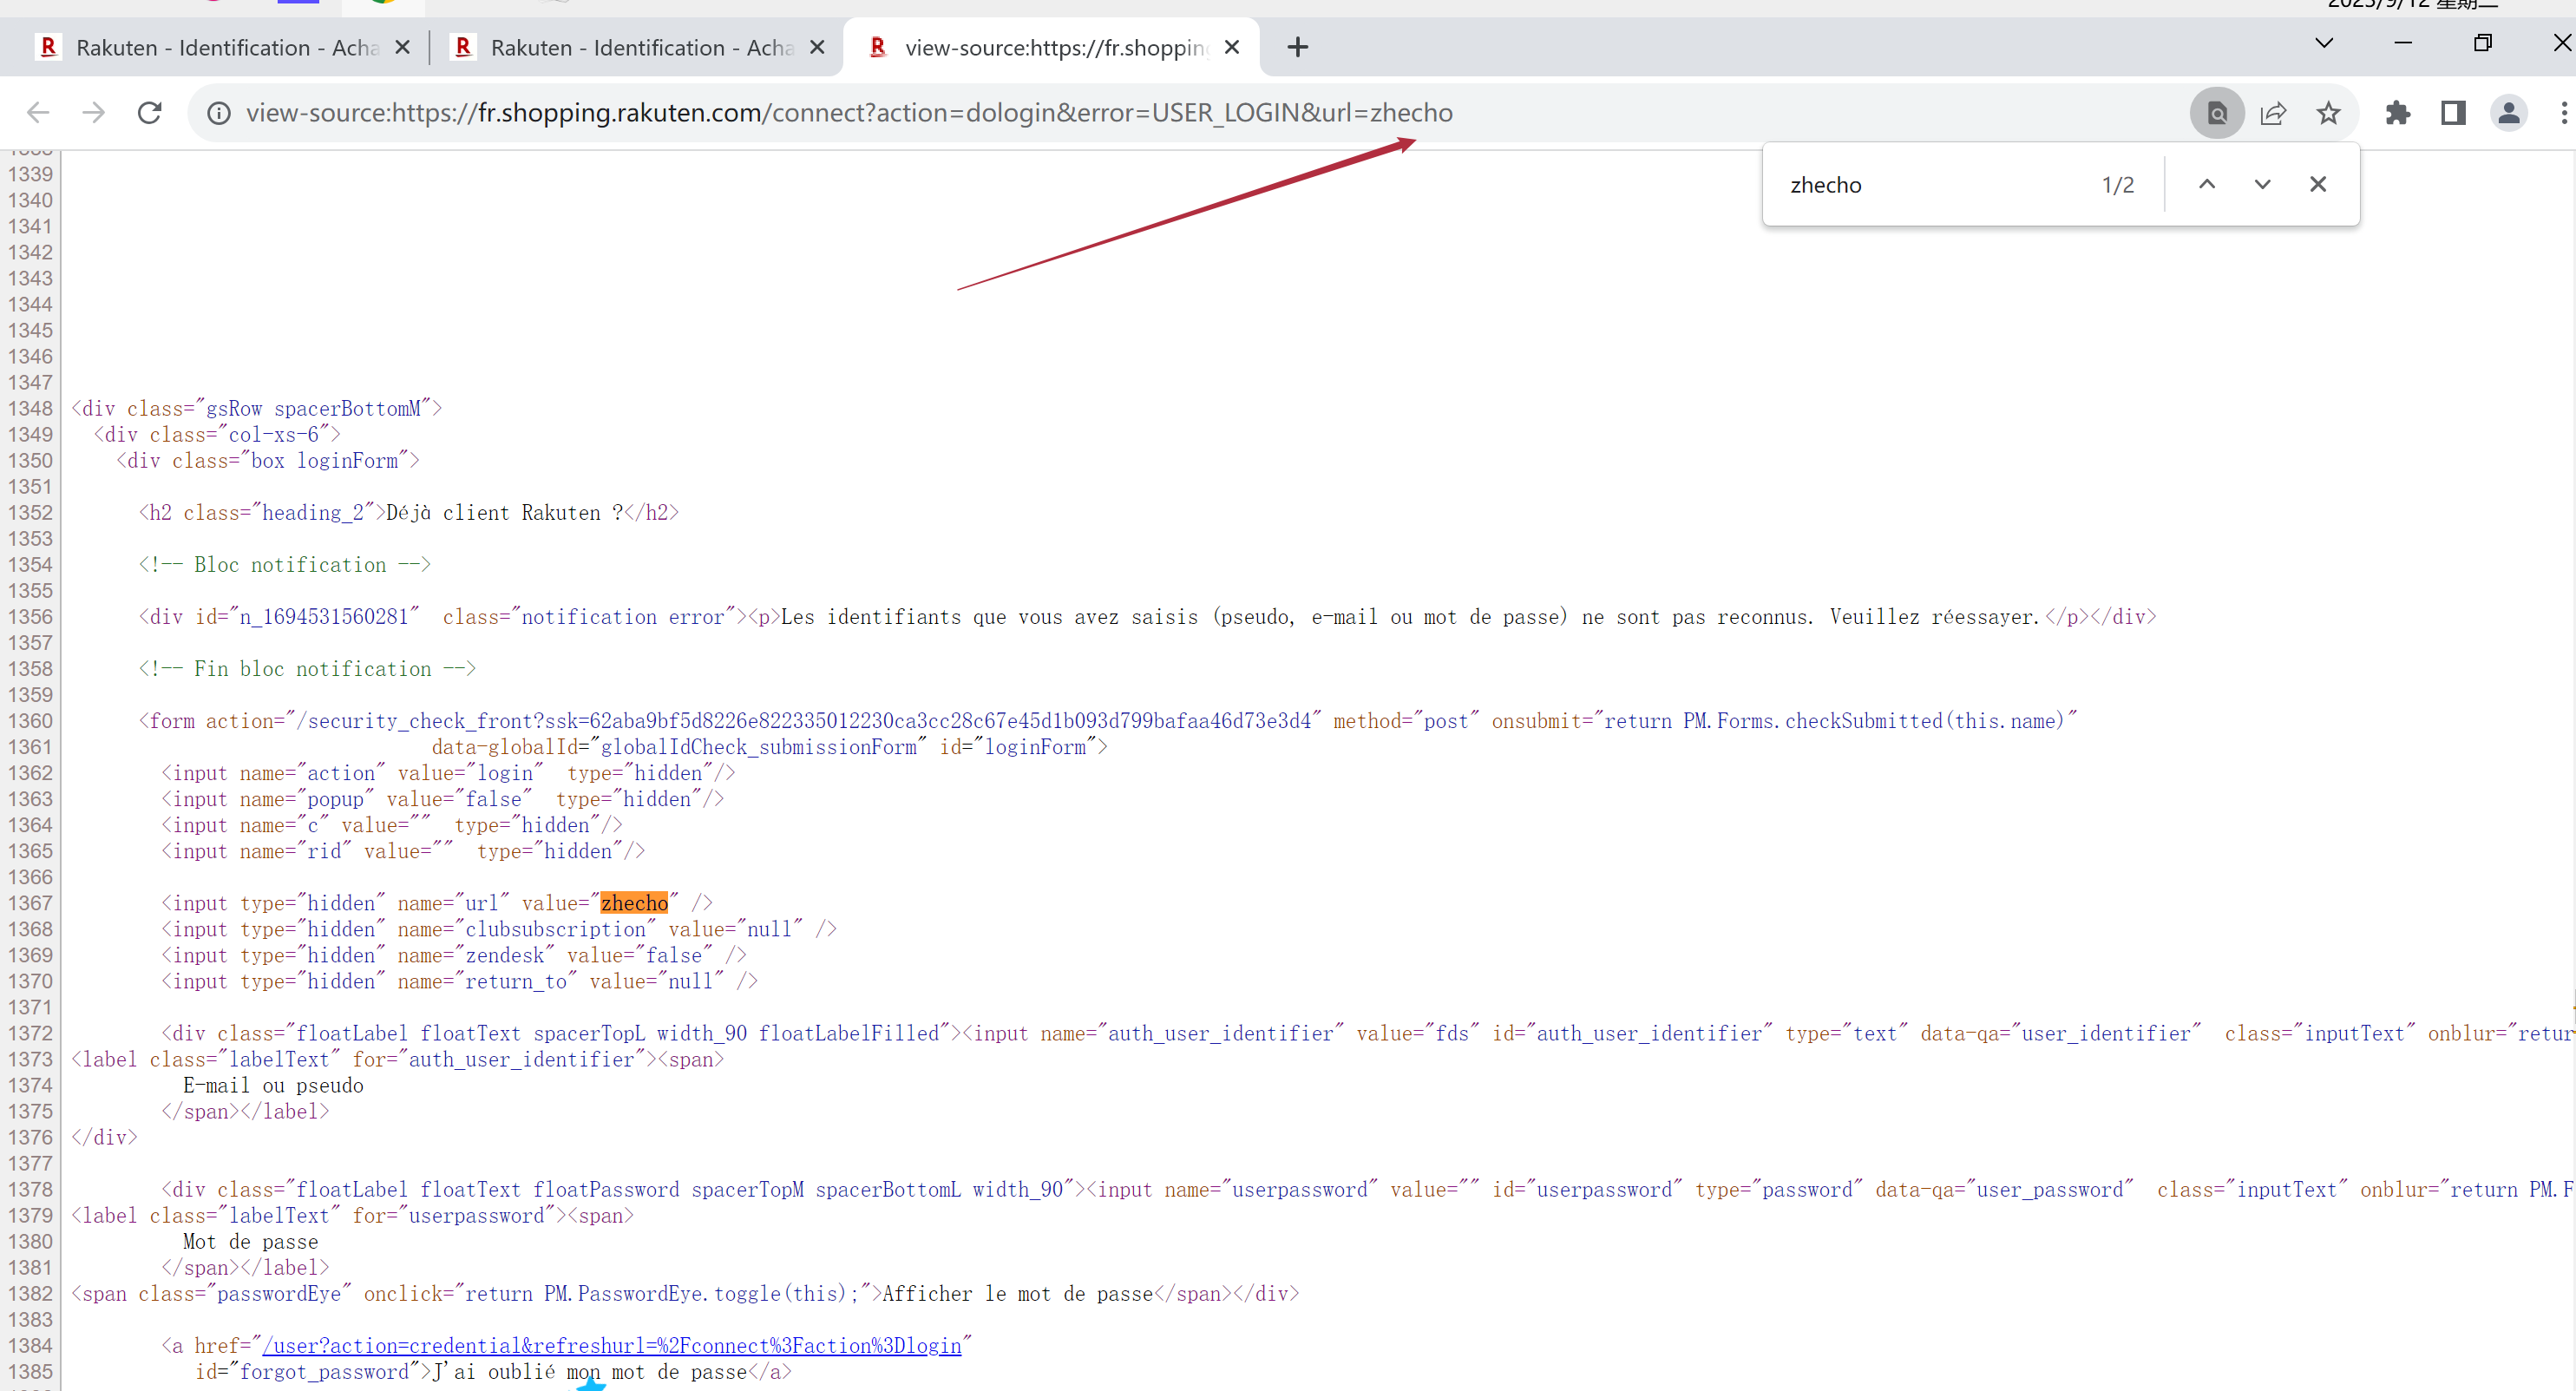 2023/9/12 星期二
Rakuten - Identification - Acha
Rakuten - Identification - Acha
view-source:https://fr.shopping
view-source:https://fr.shopping.rakuten.com/connect?action=dologin&error=USER_LOGIN&url=zhecho
zhecho 1/2
1338
1339
1340
1341
1342
1343
1344
1345
1346
1347
1348 <div class="gsRow spacerBottomM">
1349 <div class="col-xs-6">
1350 <div class="box loginForm">
1351
1352 <h2 class="heading_2">Déjà client Rakuten ?</h2>
1353
1354 <!-- Bloc notification -->
1355
1356 <div id="n_1694531560281"  class="notification error"><p>Les identifiants que vous avez saisis (pseudo, e-mail ou mot de passe) ne sont pas reconnus. Veuillez réessayer.</p></div>
1357
1358 <!-- Fin bloc notification -->
1359
1360 <form action="/security_check_front?ssk=62aba9bf5d8226e822335012230ca3cc28c67e45d1b093d799bafaa46d73e3d4" method="post" onsubmit="return PM.Forms.checkSubmitted(this.name)"
1361 data-globalId="globalIdCheck_submissionForm" id="loginForm">
1362 <input name="action" value="login"  type="hidden"/>
1363 <input name="popup" value="false"  type="hidden"/>
1364 <input name="c" value=""  type="hidden"/>
1365 <input name="rid" value=""  type="hidden"/>
1366
1367 <input type="hidden" name="url" value="zhecho" />
1368 <input type="hidden" name="clubsubscription" value="null" />
1369 <input type="hidden" name="zendesk" value="false" />
1370 <input type="hidden" name="return_to" value="null" />
1371
1372 <div class="floatLabel floatText spacerTopL width_90 floatLabelFilled"><input name="auth_user_identifier" value="fds" id="auth_user_identifier" type="text" data-qa="user_identifier"  class="inputText" onblur="retur
1373 <label class="labelText" for="auth_user_identifier"><span>
1374 E-mail ou pseudo
1375 </span></label>
1376 </div>
1377
1378 <div class="floatLabel floatText floatPassword spacerTopM spacerBottomL width_90"><input name="userpassword" value="" id="userpassword" type="password" data-qa="user_password"  class="inputText" onblur="return PM.F
1379 <label class="labelText" for="userpassword"><span>
1380 Mot de passe
1381 </span></label>
1382 <span class="passwordEye" onclick="return PM.PasswordEye.toggle(this);">Afficher le mot de passe</span></div>
1383
1384 <a href="/user?action=credential&refreshurl=%2Fconnect%3Faction%3Dlogin"
1385 id="forgot_password">J'ai oublié mon mot de passe</a>